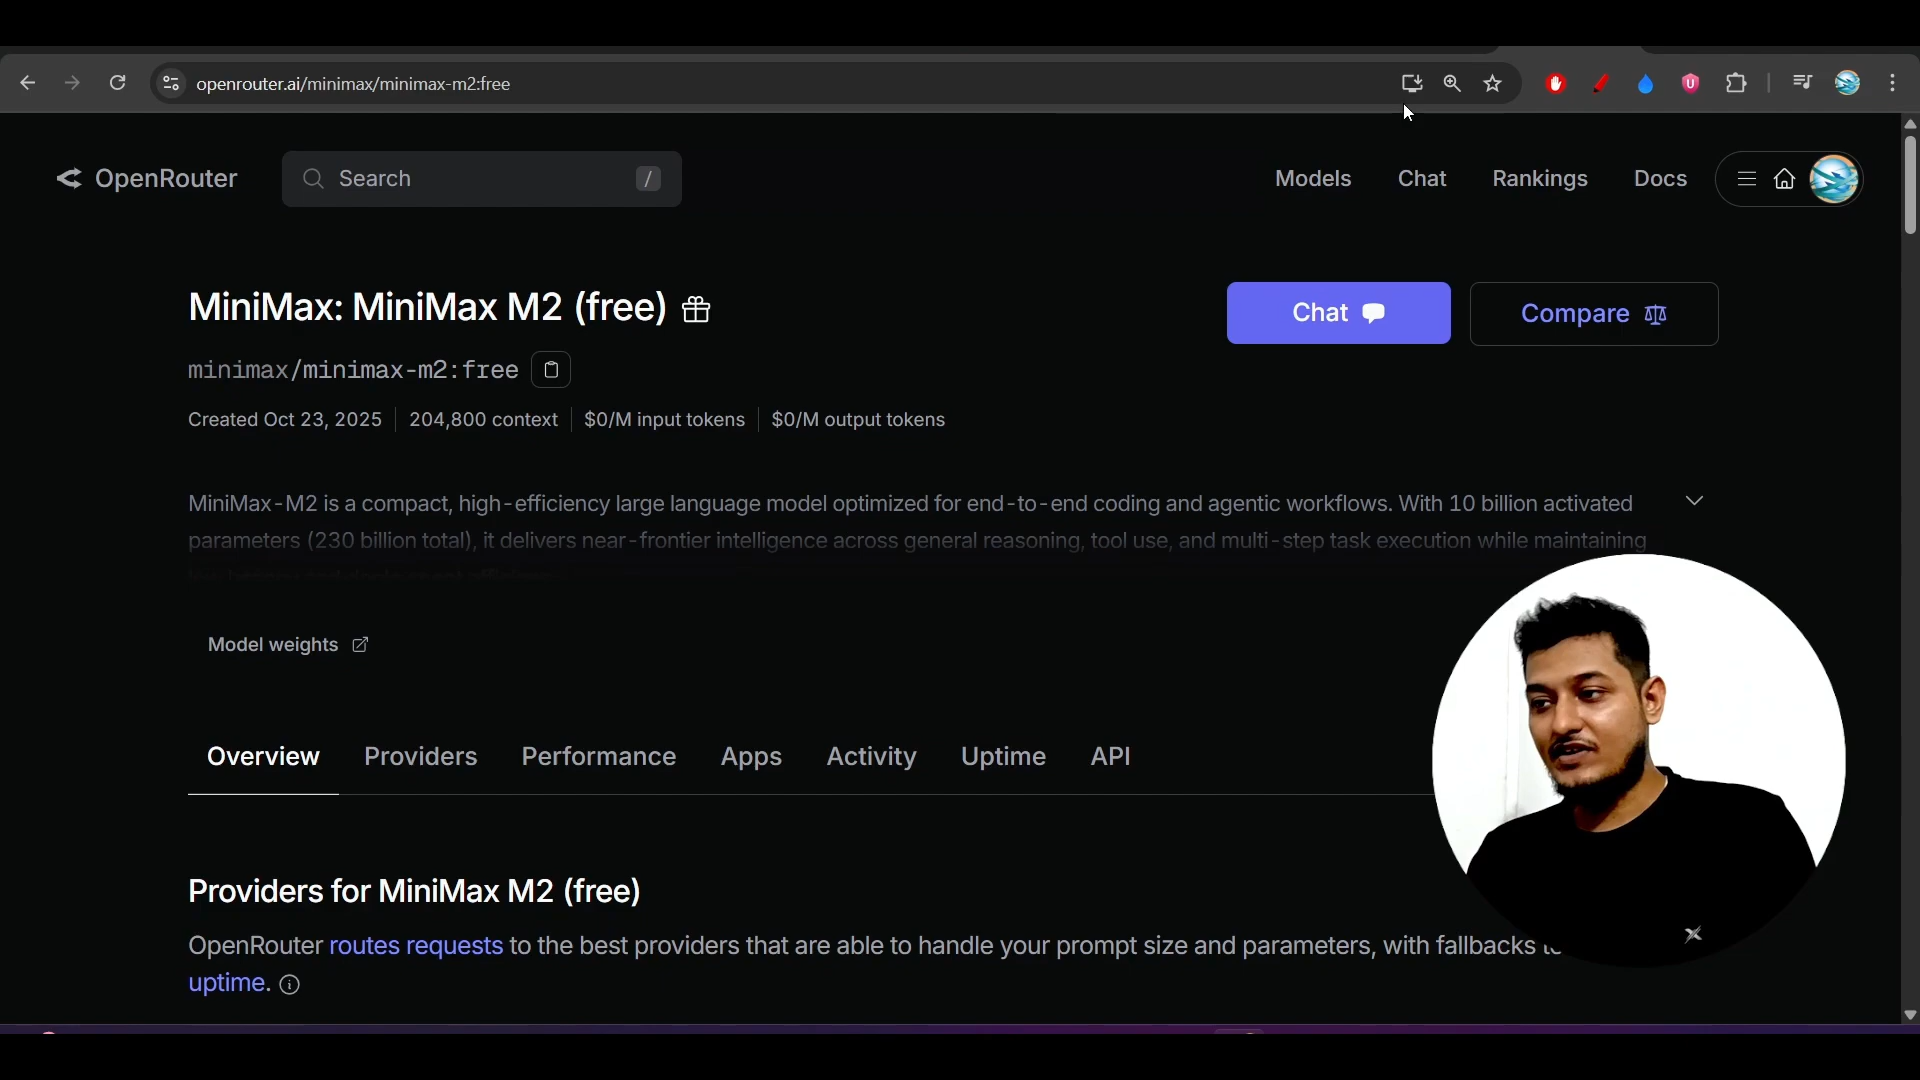 openrouter.ai/minimax/minimax-m2:free
OpenRouter
Search
/
Models
Chat
Rankings
Docs
MiniMax: MiniMax M2 (free)
Chat
Compare
minimax/minimax-m2:free
Created Oct 23, 2025
204,800 context
$0/M input tokens
$0/M output tokens
MiniMax-M2 is a compact, high-efficiency large language model optimized for end-to-end coding and agentic workflows. With 10 billion activated
parameters (230 billion total), it delivers near-frontier intelligence across general reasoning, tool use, and multi-step task execution while maintaining
Model weights
Overview
Providers
Performance
Apps
Activity
Uptime
API
Providers for MiniMax M2 (free)
OpenRouter routes requests to the best providers that are able to handle your prompt size and parameters, with fallbacks
uptime.